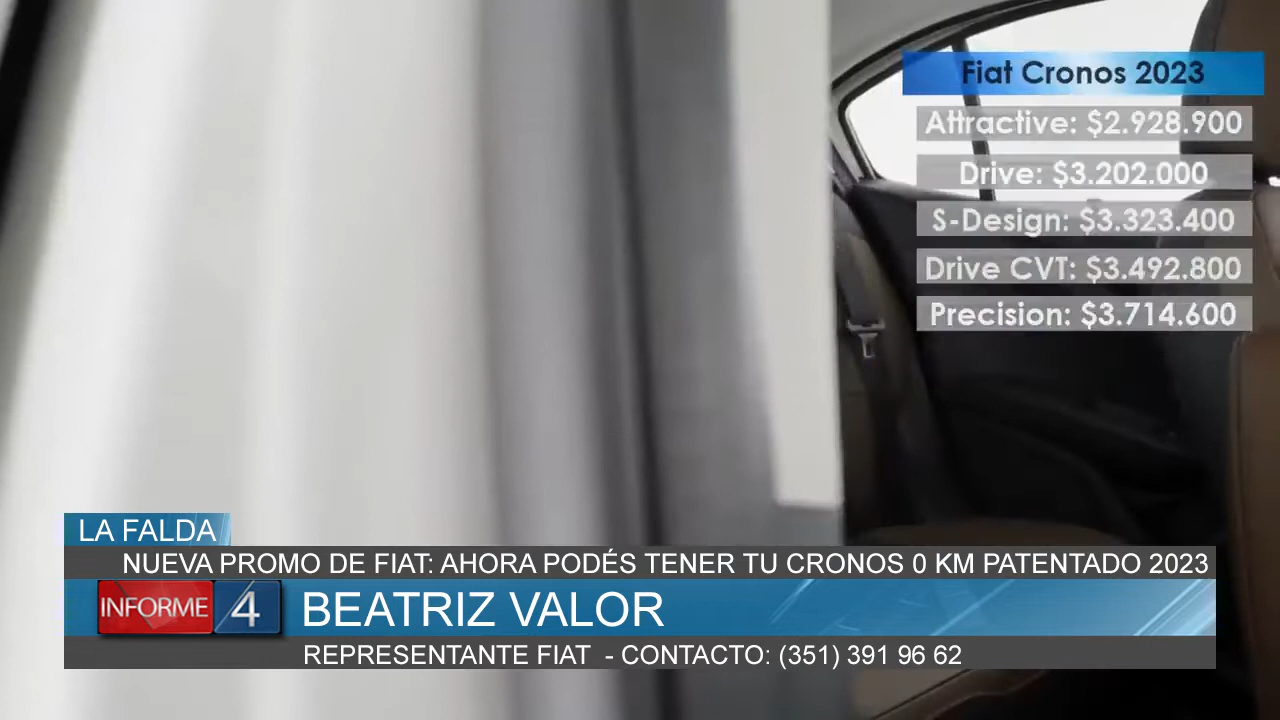 Fiat Cronos 2023
Attractive: $2.928.900
Drive: $3.202.000
S-Design: $3.323.400
Drive CVT: $3.492.800
Precision: $3.714.600
LA FALDA
NUEVA PROMO DE FIAT: AHORA PODÉS TENER TU CRONOS 0 KM PATENTADO 2023
INFORME 4
BEATRIZ VALOR
REPRESENTANTE FIAT - CONTACTO: (351) 391 96 62